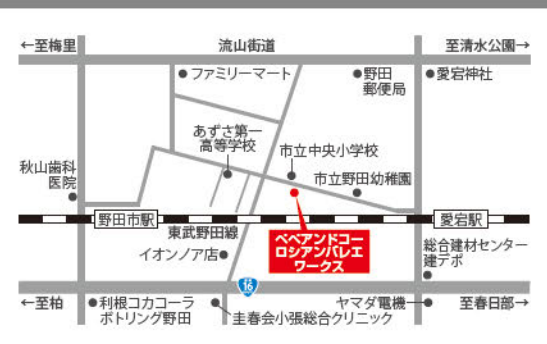 ←至梅里
流山街道
至清水公園→
ファミリーマート
野田
郵便局
愛宕神社
あずさ第一
高等学校
市立中央小学校
秋山歯科
医院
市立野田幼稚園
野田市駅
愛宕駅
東武野田線
ベベアンドコー
ロシアンバレエ
ワークス
イオンノア店
総合建材センター
建デポ
16
←至柏
利根コカコーラ
ボトリング野田
圭春会小張総合クリニック
ヤマダ電機
至春日部→